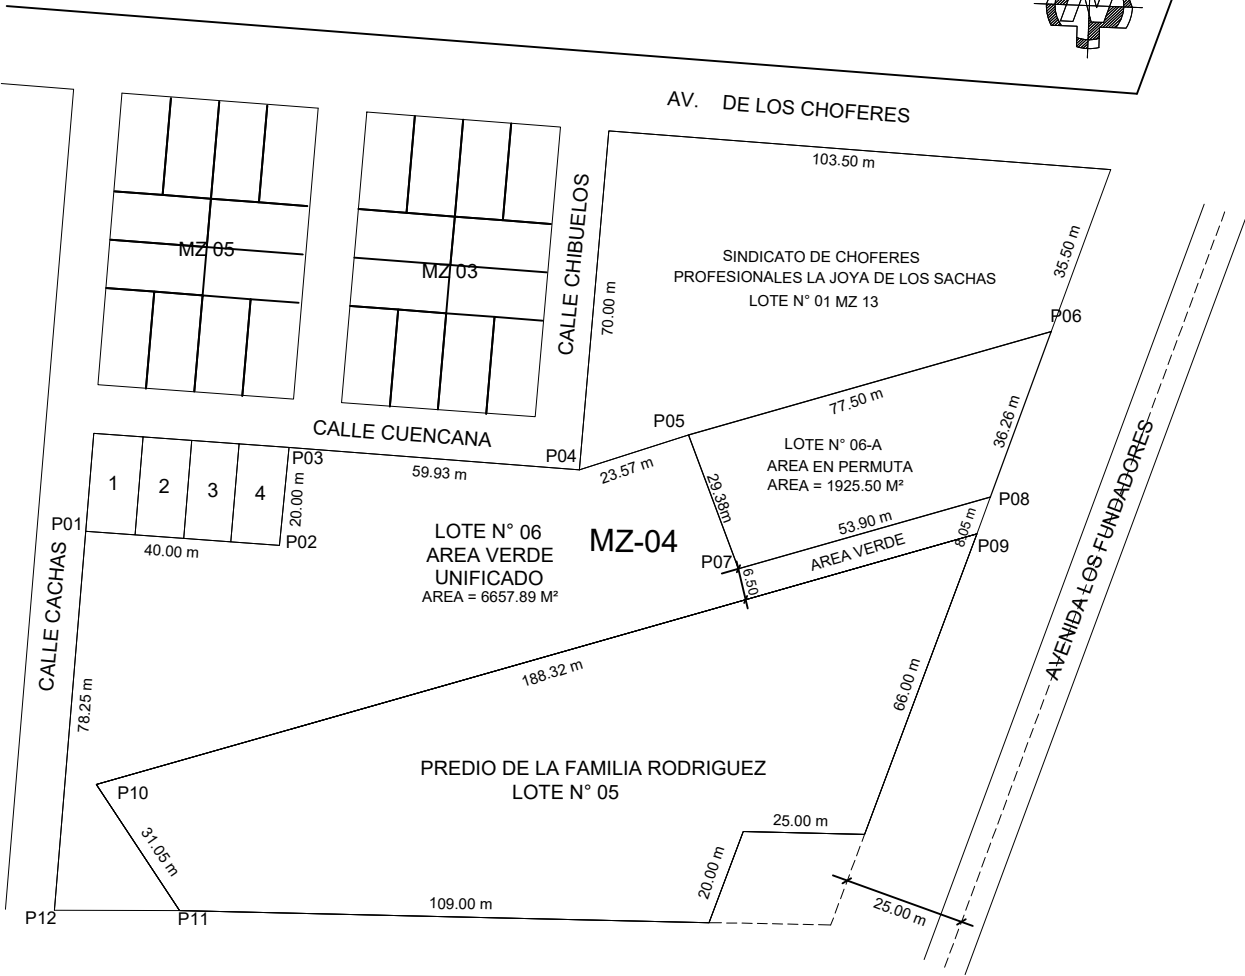 AV. DE LOS CHOFERES
103.50 m
MZ 05
MZ 03
CALLE CHIBUELOS
70.00 m
SINDICATO DE CHOFERES
PROFESIONALES LA JOYA DE LOS SACHAS
LOTE N° 01 MZ 13
35.50 m
P06
CALLE CUENCANA
P05
77.50 m
36.26 m
P04
P03
59.93 m
23.57 m
LOTE N° 06-A
AREA EN PERMUTA
AREA = 1925.50 M²
1
2
3
4
20.00 m
29.38m
P08
53.90 m
8.05 m
P09
AREA VERDE
P01
40.00 m
P02
LOTE N° 06
AREA VERDE
UNIFICADO
AREA = 6657.89 M²
MZ-04
P07
6.50
AVENIDA LOS FUNDADORES
CALLE CACHAS
78.25 m
188.32 m
66.00 m
P10
PREDIO DE LA FAMILIA RODRIGUEZ
LOTE N° 05
31.05 m
25.00 m
20.00 m
25.00 m
109.00 m
P12
P11